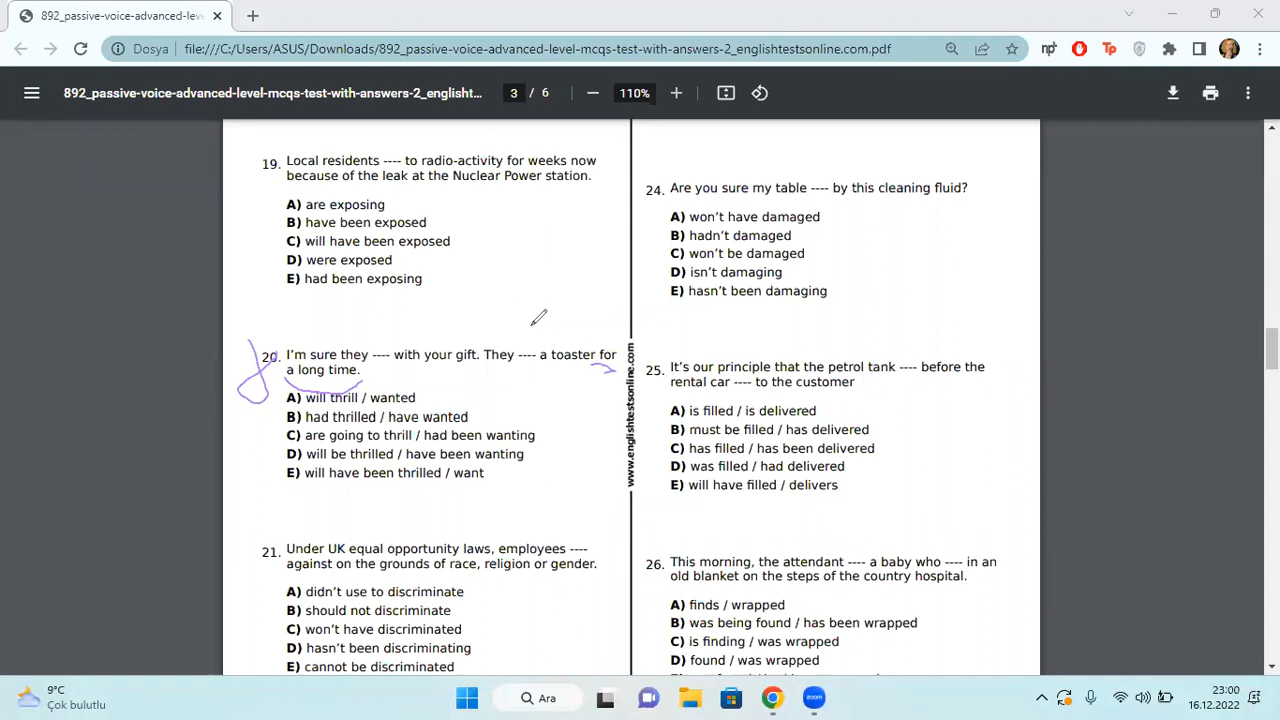 892_passive-voice-advanced-lev
Dosya
file:///C:/Users/ASUS/Downloads/892_passive-voice-advanced-level-mcqs-test-with-answers-2_englishtestsonline.com.pdf
892_passive-voice-advanced-level-mcqs-test-with-answers-2_englisht...
3 / 6
110%
19. Local residents ---- to radio-activity for weeks now
because of the leak at the Nuclear Power station.
A) are exposing
B) have been exposed
C) will have been exposed
D) were exposed
E) had been exposing
20. I'm sure they ---- with your gift. They ---- a toaster for
a long time.
A) will thrill / wanted
B) had thrilled / have wanted
C) are going to thrill / had been wanting
D) will be thrilled / have been wanting
E) will have been thrilled / want
21. Under UK equal opportunity laws, employees ----
against on the grounds of race, religion or gender.
A) didn't use to discriminate
B) should not discriminate
C) won't have discriminated
D) hasn't been discriminating
E) cannot be discriminated
www.englishtestsonline.com
24. Are you sure my table ---- by this cleaning fluid?
A) won't have damaged
B) hadn't damaged
C) won't be damaged
D) isn't damaging
E) hasn't been damaging
25. It's our principle that the petrol tank ---- before the
rental car ---- to the customer
A) is filled / is delivered
B) must be filled / has delivered
C) has filled / has been delivered
D) was filled / had delivered
E) will have filled / delivers
26. This morning, the attendant ---- a baby who ---- in an
old blanket on the steps of the country hospital.
A) finds / wrapped
B) was being found / has been wrapped
C) is finding / was wrapped
D) found / was wrapped
9°C
Çok bulutlu
Ara
23:00
16.12.2022